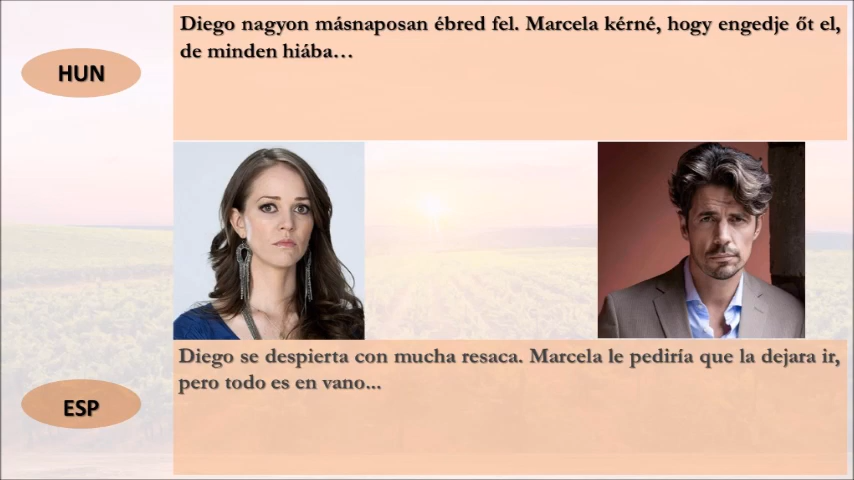 HUN
Diego nagyon másnaposan ébred fel. Marcela kérné, hogy engedje őt el,
de minden hiába…
Diego se despierta con mucha resaca. Marcela le pediría que la dejara ir,
pero todo es en vano...
ESP